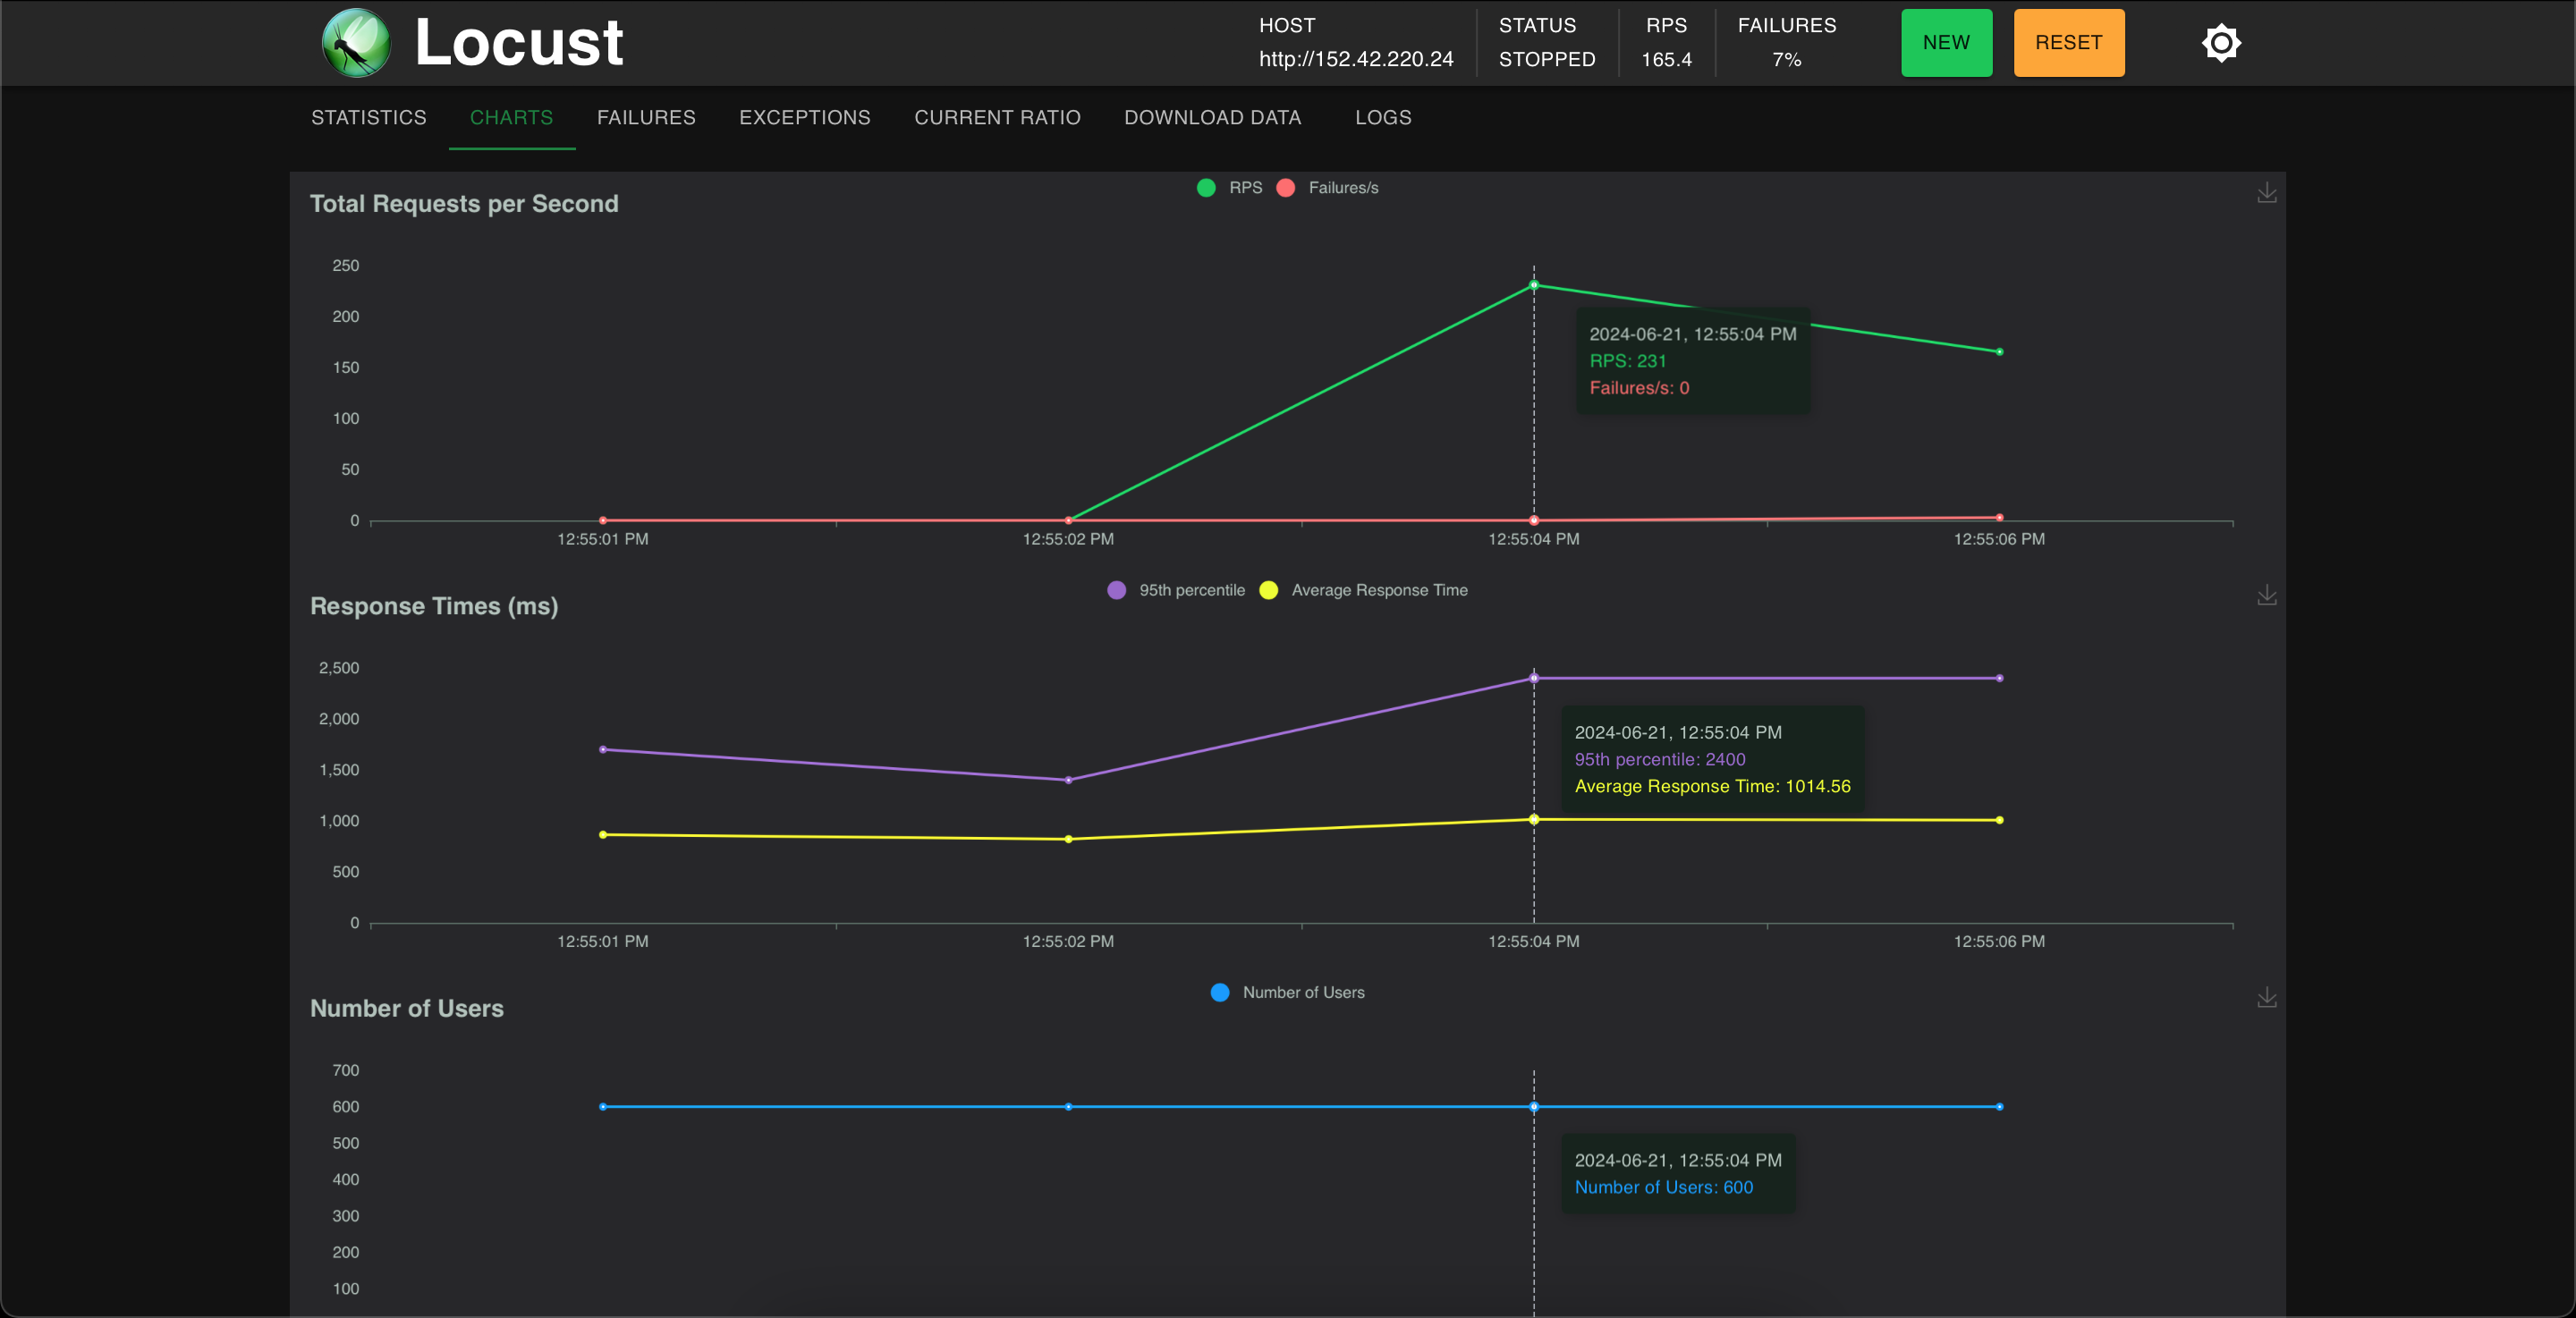 Locust
HOST
http://152.42.220.24
STATUS
STOPPED
RPS
165.4
FAILURES
7%
NEW
RESET
STATISTICS
CHARTS
FAILURES
EXCEPTIONS
CURRENT RATIO
DOWNLOAD DATA
LOGS
Total Requests per Second
RPS
Failures/s
250
200
150
100
50
0
2024-06-21, 12:55:04 PM
RPS: 231
Failures/s: 0
12:55:01 PM
12:55:02 PM
12:55:04 PM
12:55:06 PM
Response Times (ms)
95th percentile
Average Response Time
2,500
2,000
1,500
1,000
500
0
2024-06-21, 12:55:04 PM
95th percentile: 2400
Average Response Time: 1014.56
12:55:01 PM
12:55:02 PM
12:55:04 PM
12:55:06 PM
Number of Users
Number of Users
700
600
500
400
300
200
100
2024-06-21, 12:55:04 PM
Number of Users: 600